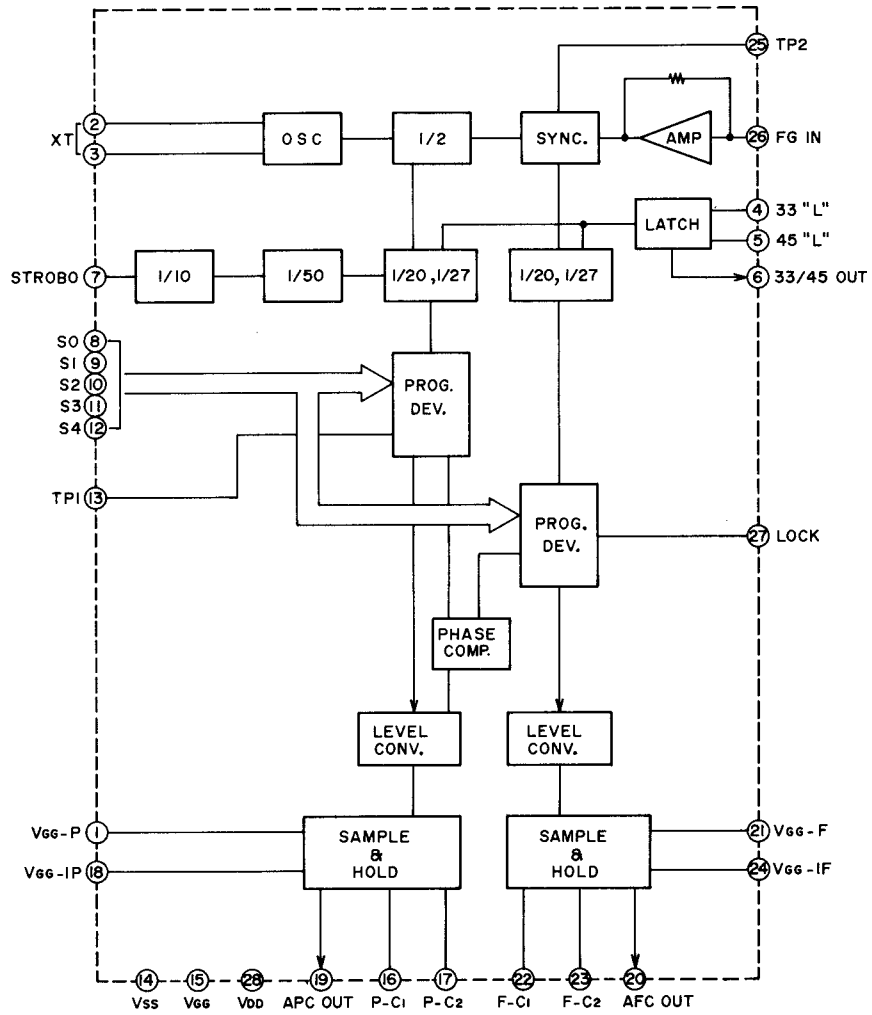 25 TP2
2
XT
3
OSC
1/2
SYNC.
AMP
26 FG IN
LATCH
4 33 "L"
5 45 "L"
6 33/45 OUT
STROBO 7
1/10
1/50
1/20, 1/27
1/20, 1/27
S0 8
S1 9
S2 10
S3 11
S4 12
PROG.
DEV.
TP1 13
PROG.
DEV.
27 LOCK
PHASE
COMP.
LEVEL
CONV.
LEVEL
CONV.
VGG-P 1
SAMPLE
&
HOLD
SAMPLE
&
HOLD
21 VGG-F
VGG-IP 18
24 VGG-IF
14 15 28 19 16 17 22 23 20
VSS VGG VDD APC OUT P-C1 P-C2 F-C1 F-C2 AFC OUT